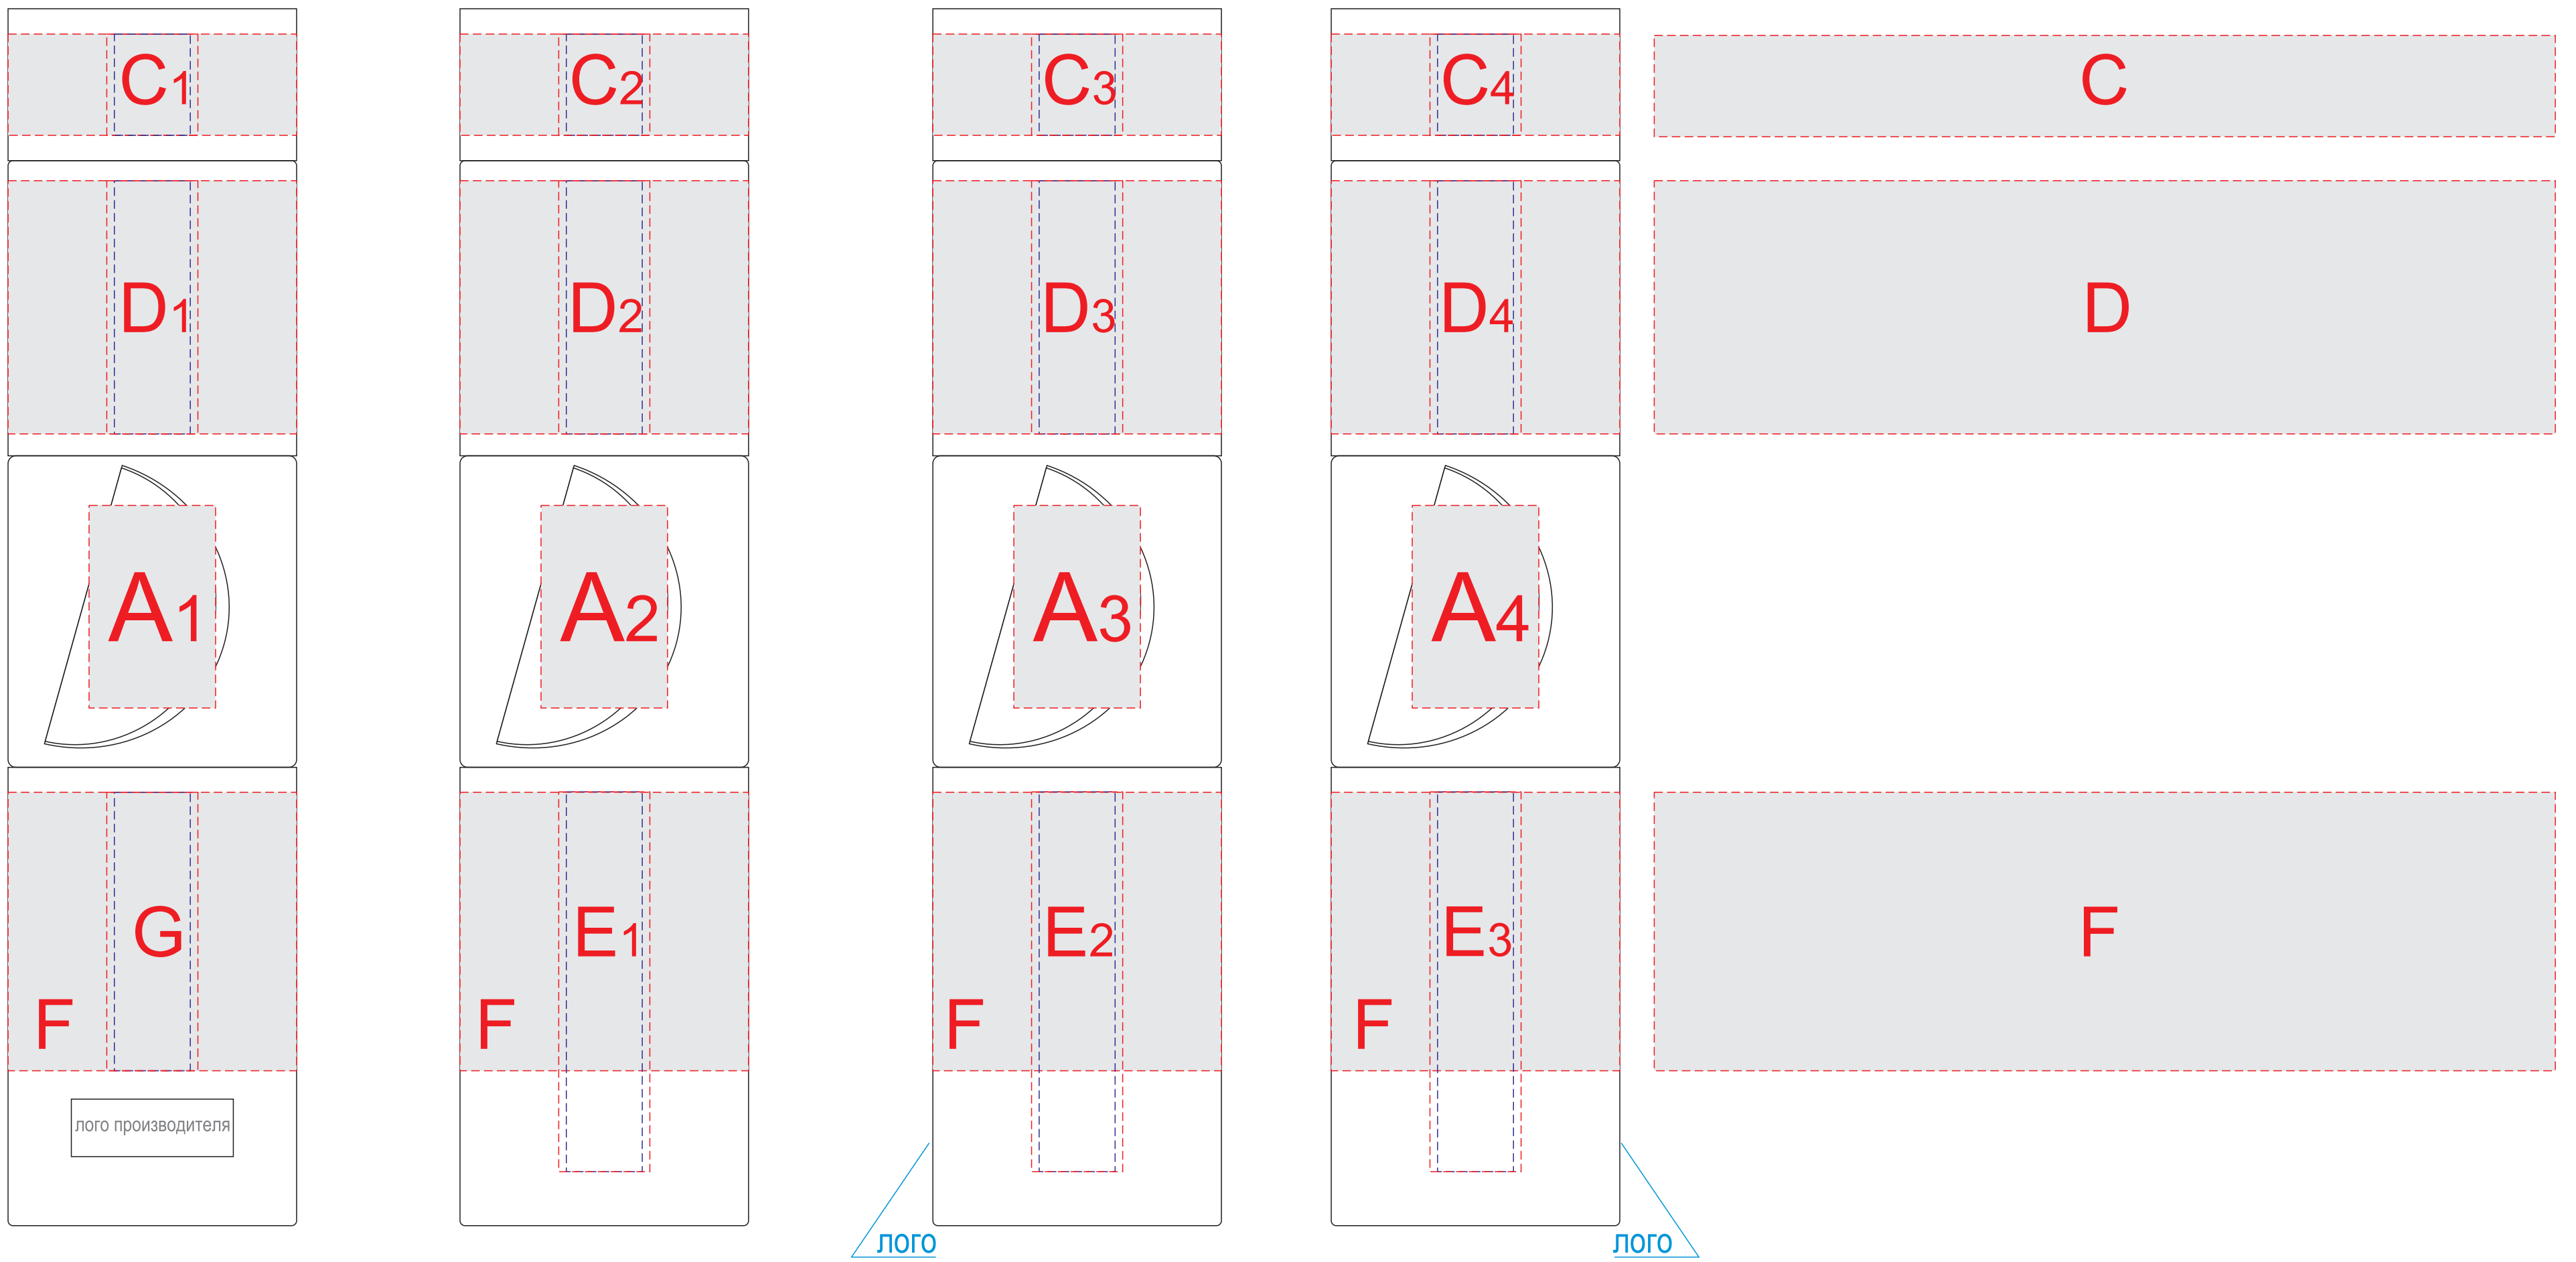 C1 C2 C3 C4 C
D1 D2 D3 D4 D
A1 A2 A3 A4
G E1 E2 E3 F
F F F F
лого производителя
лого лого